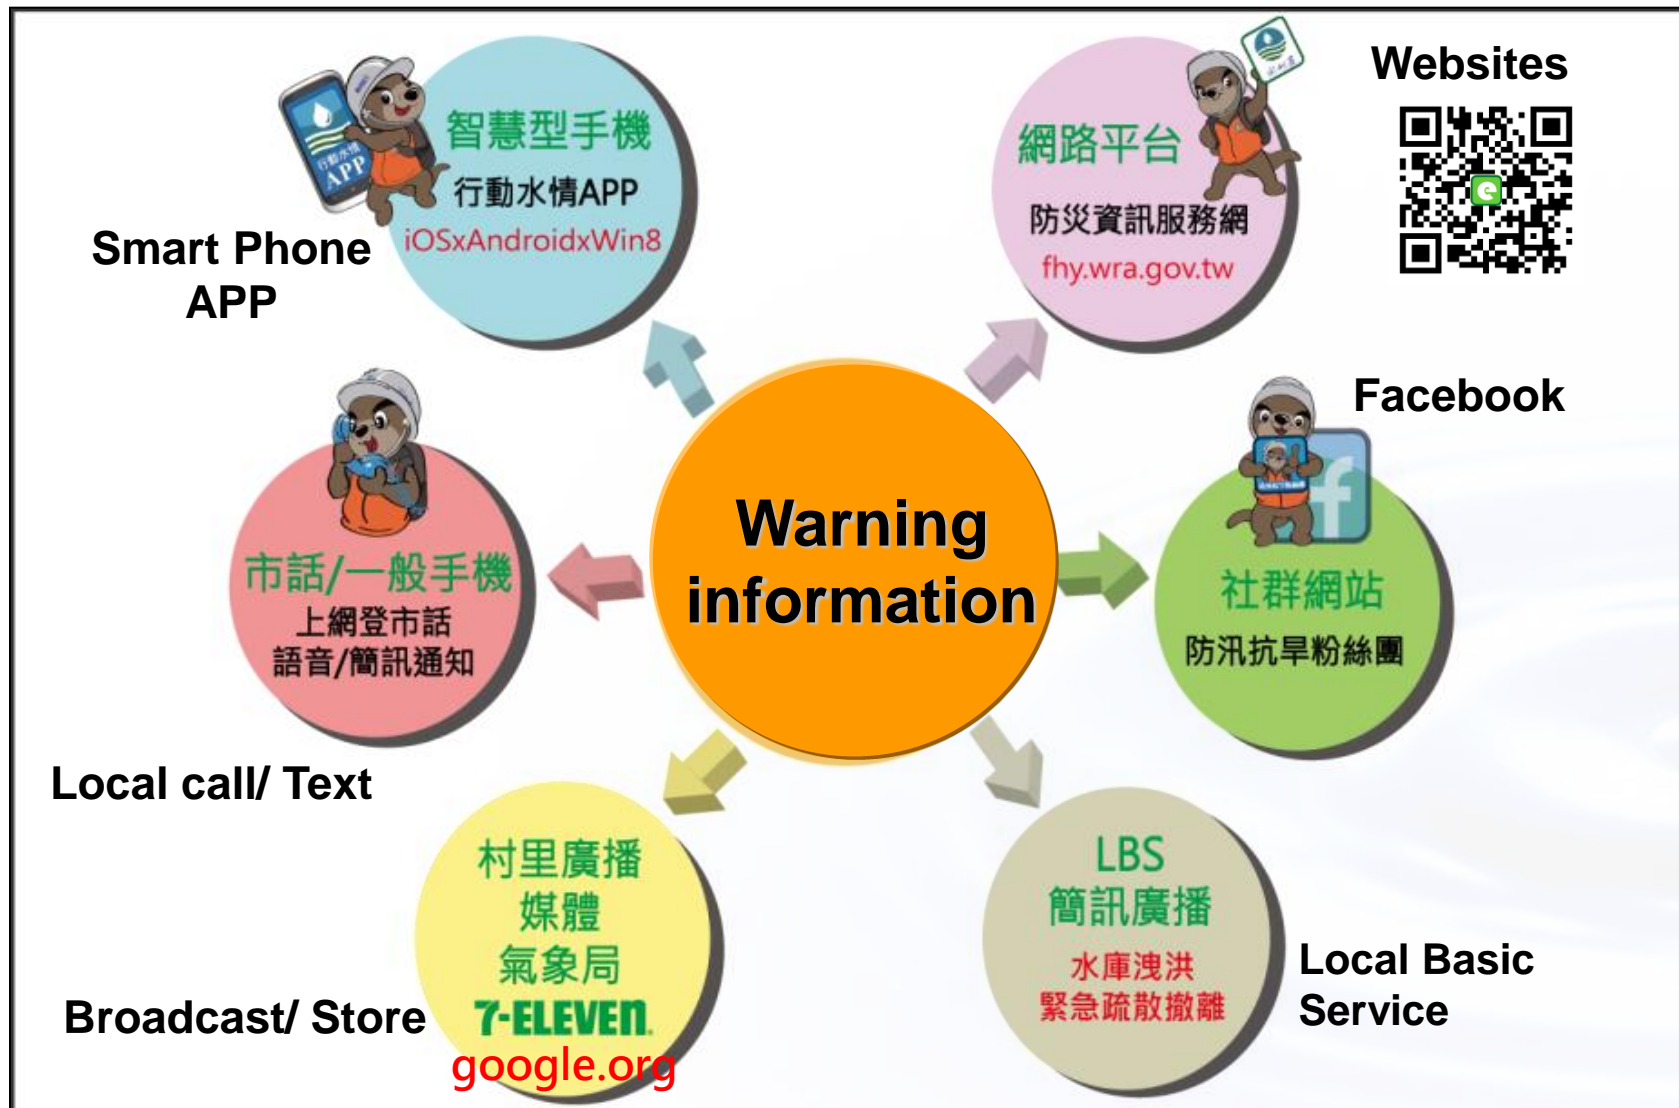 Smart Phone
APP
行動水情
APP
智慧型手機
行動水情APP
iOSxAndroidxWin8
Websites
網路平台
防災資訊服務網
fhy.wra.gov.tw
Facebook
f
社群網站
防汛抗旱粉絲團
Warning
information
市話/一般手機
上網登市話
語音/簡訊通知
Local call/ Text
村里廣播
媒體
氣象局
7-ELEVEN
google.org
Broadcast/ Store
LBS
簡訊廣播
水庫洩洪
緊急疏散撤離
Local Basic
Service